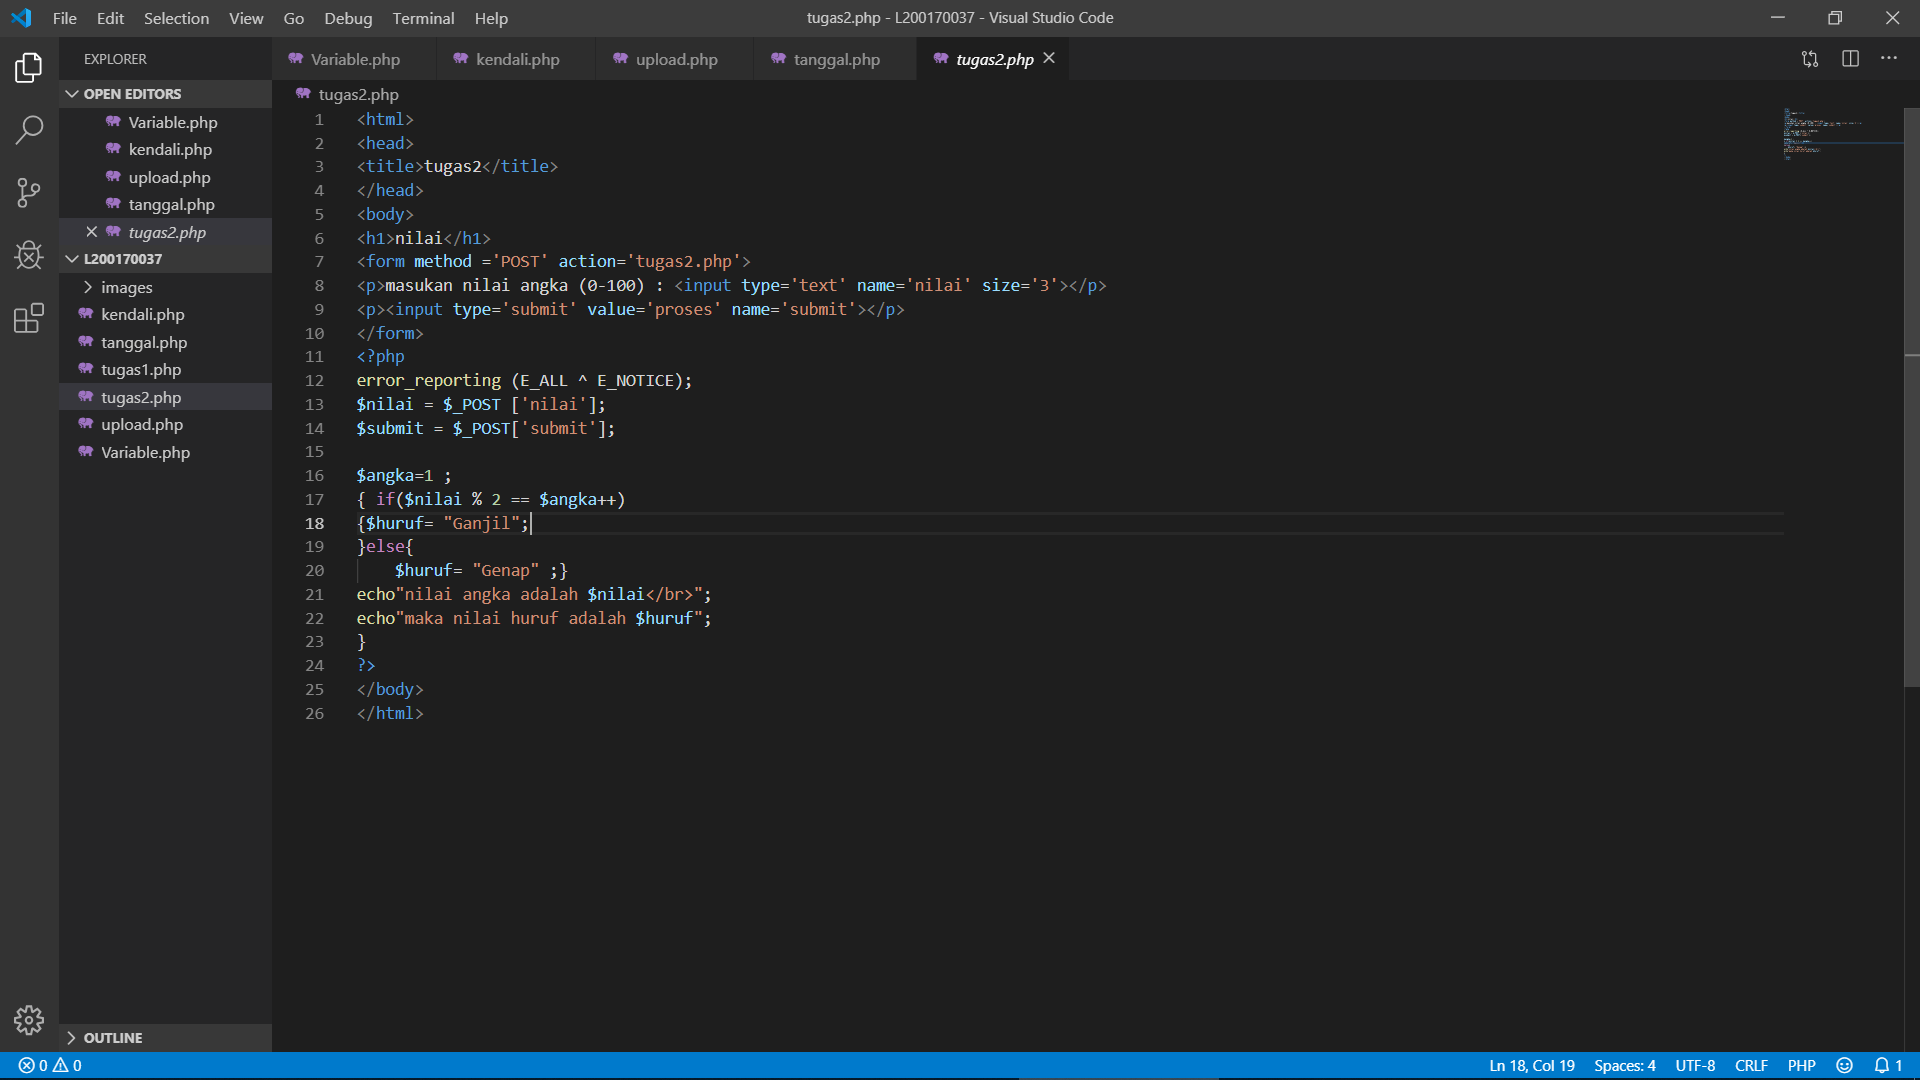 File Edit Selection View Go Debug Terminal Help
tugas2.php - L200170037 - Visual Studio Code
EXPLORER
Variable.php kendali.php upload.php tanggal.php tugas2.php
OPEN EDITORS
Variable.php
kendali.php
upload.php
tanggal.php
tugas2.php
L200170037
images
kendali.php
tanggal.php
tugas1.php
tugas2.php
upload.php
Variable.php
OUTLINE
tugas2.php
1 <html>
2 <head>
3 <title>tugas2</title>
4 </head>
5 <body>
6 <h1>nilai</h1>
7 <form method ='POST' action='tugas2.php'>
8 <p>masukan nilai angka (0-100) : <input type='text' name='nilai' size='3'></p>
9 <p><input type='submit' value='proses' name='submit'></p>
10 </form>
11 <?php
12 error_reporting (E_ALL ^ E_NOTICE);
13 $nilai = $_POST ['nilai'];
14 $submit = $_POST['submit'];
15
16 $angka=1 ;
17 { if($nilai % 2 == $angka++)
18 {$huruf= "Ganjil";
19 }else{
20     $huruf= "Genap" ;}
21 echo"nilai angka adalah $nilai</br>";
22 echo"maka nilai huruf adalah $huruf";
23 }
24 ?>
25 </body>
26 </html>
0 0
Ln 18, Col 19 Spaces: 4 UTF-8 CRLF PHP 1